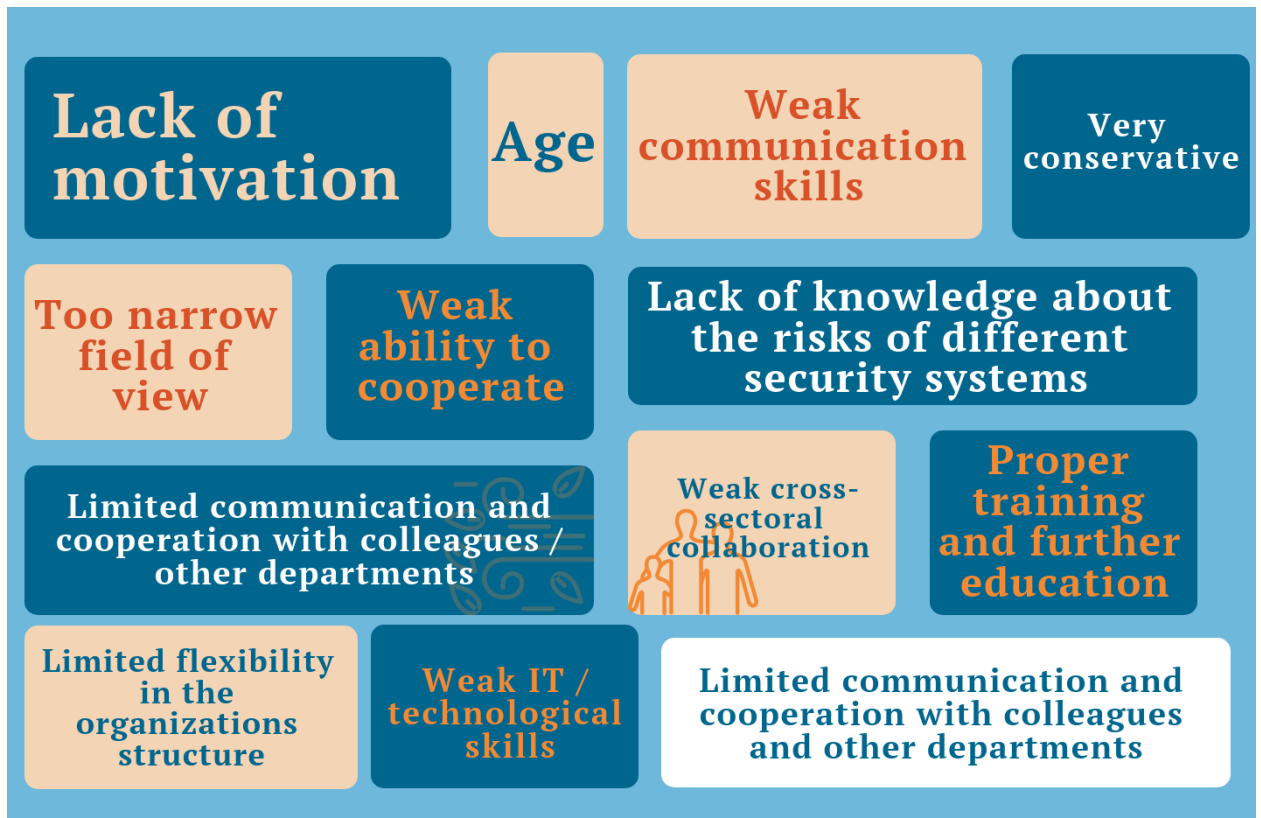 Lack of
motivation
Age
Weak
communication
skills
Very
conservative
Too narrow
field of
view
Weak
ability to
cooperate
Lack of knowledge about
the risks of different
security systems
Limited communication and
cooperation with colleagues /
other departments
Weak cross-
sectoral
collaboration
Proper
training
and further
education
Limited flexibility
in the
organizations
structure
Weak IT /
technological
skills
Limited communication and
cooperation with colleagues
and other departments